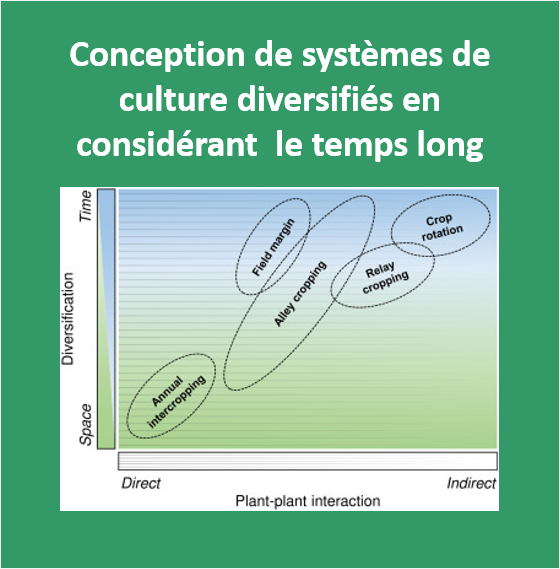 Conception de systèmes de
culture diversifiés en
considérant le temps long
Time
Diversification
Space
Field margin
Alley cropping
Crop
rotation
Relay
cropping
Annual
intercropping
Direct
Indirect
Plant-plant interaction